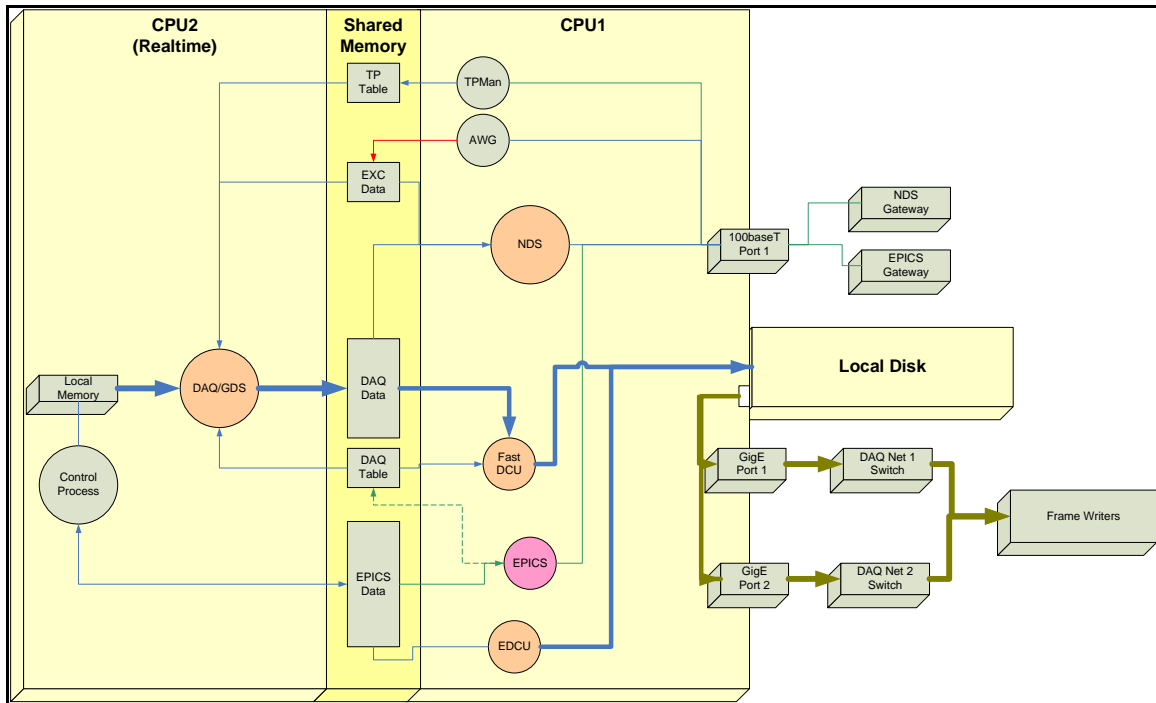 CPU2
(Realtime)
Shared
Memory
CPU1
TP
Table
TPMan
AWG
EXC
Data
NDS
100baseT
Port 1
NDS
Gateway
EPICS
Gateway
Local
Memory
DAQ/GDS
DAQ
Data
Local Disk
Control
Process
DAQ
Table
Fast
DCU
GigE
Port 1
DAQ Net 1
Switch
Frame Writers
EPICS
Data
EPICS
GigE
Port 2
DAQ Net 2
Switch
EDCU